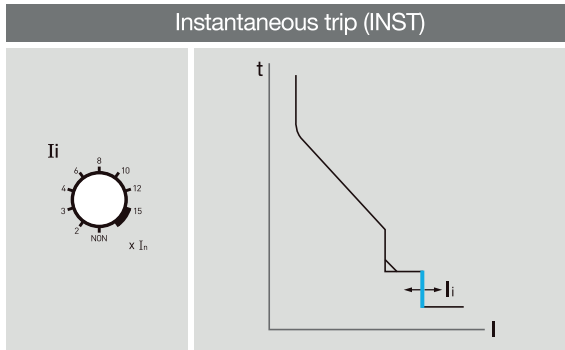 Instantaneous trip (INST)
Ii
8
6
10
4
12
3
15
2
NON
x In
t
Ii
I